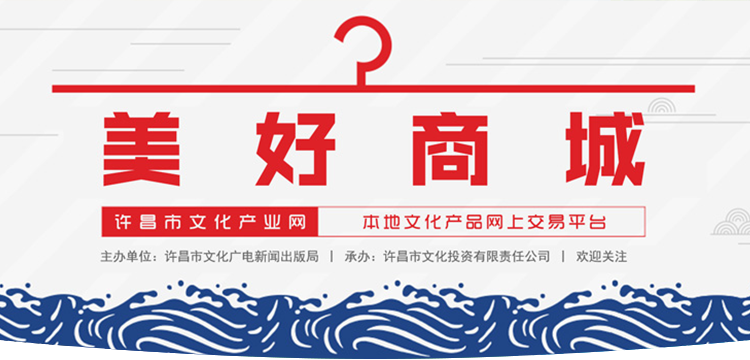 美好商城
许昌市文化产业网 本地文化产品网上交易平台
主办单位：许昌市文化广电新闻出版局 | 承办：许昌市文化投资有限责任公司 | 欢迎关注